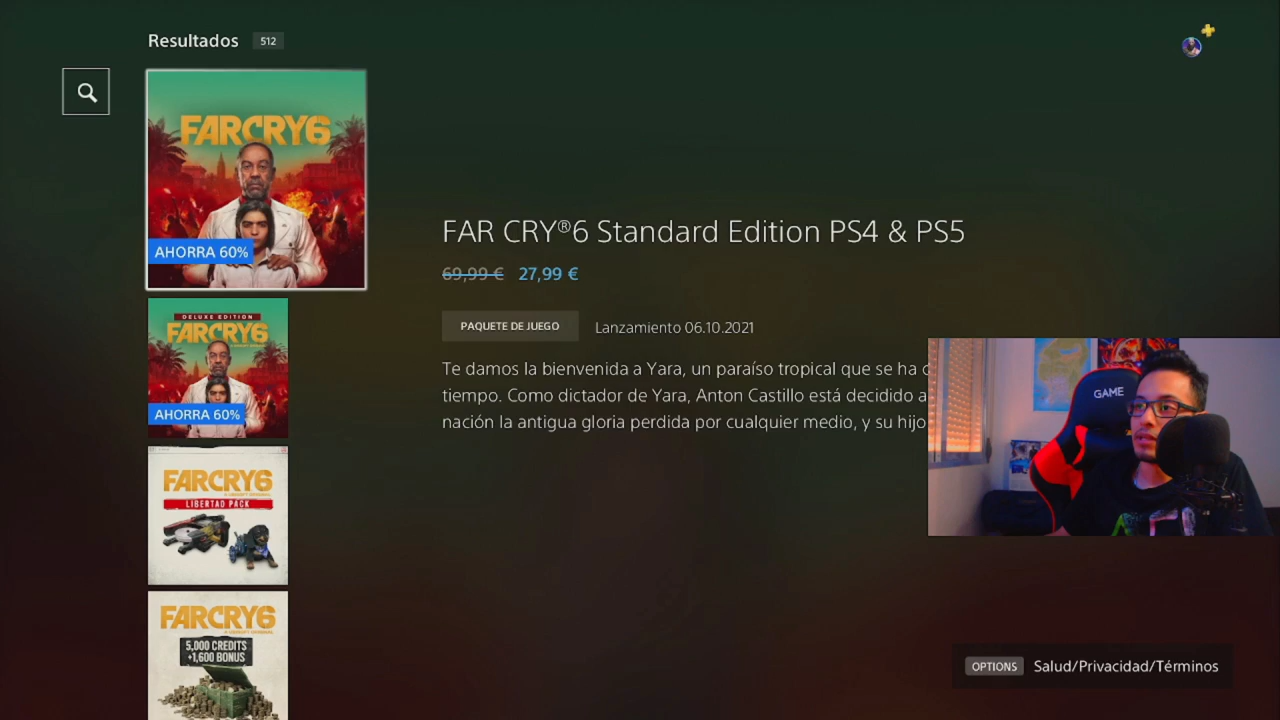 Resultados 512
FARCRY6
AHORRA 60%
FAR CRY®6 Standard Edition PS4 & PS5
69,99 € 27,99 €
PAQUETE DE JUEGO Lanzamiento 06.10.2021
Te damos la bienvenida a Yara, un paraíso tropical que se ha
tiempo. Como dictador de Yara, Anton Castillo está decidido a
nación la antigua gloria perdida por cualquier medio, y su hijo
DELUXE EDITION
FARCRY6
AHORRA 60%
FARCRY6
LIBERTAD PACK
FARCRY6
5,000 CREDITS
+1,600 BONUS
GAME
OPTIONS Salud/Privacidad/Términos